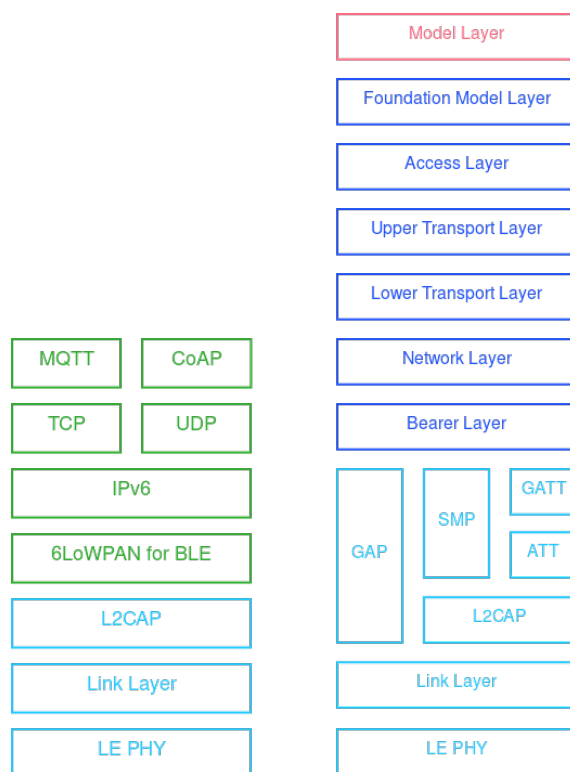 Model Layer
Foundation Model Layer
Access Layer
Upper Transport Layer
Lower Transport Layer
MQTT CoAP Network Layer
TCP UDP Bearer Layer
IPv6 GATT
SMP
GAP
6LoWPAN for BLE ATT
L2CAP L2CAP
Link Layer Link Layer
LE PHY LE PHY